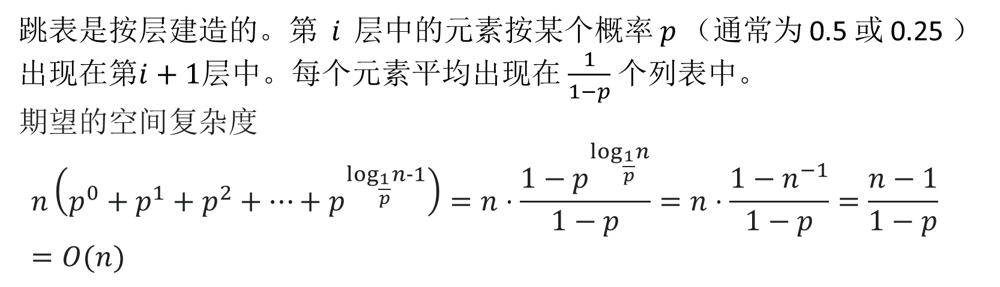 跳表是按层建造的。第 i 层中的元素按某个概率 p （通常为 0.5 或 0.25 ）
出现在第i + 1层中。每个元素平均出现在 \frac{1}{1-p} 个列表中。
期望的空间复杂度
n\left(p^0 + p^1 + p^2 + \cdots + p^{\log_{\frac{1}{p}} n-1}\right) = n \cdot \frac{1 - p^{\log_{\frac{1}{p}} n}}{1 - p} = n \cdot \frac{1 - n^{-1}}{1 - p} = \frac{n - 1}{1 - p}
= O(n)